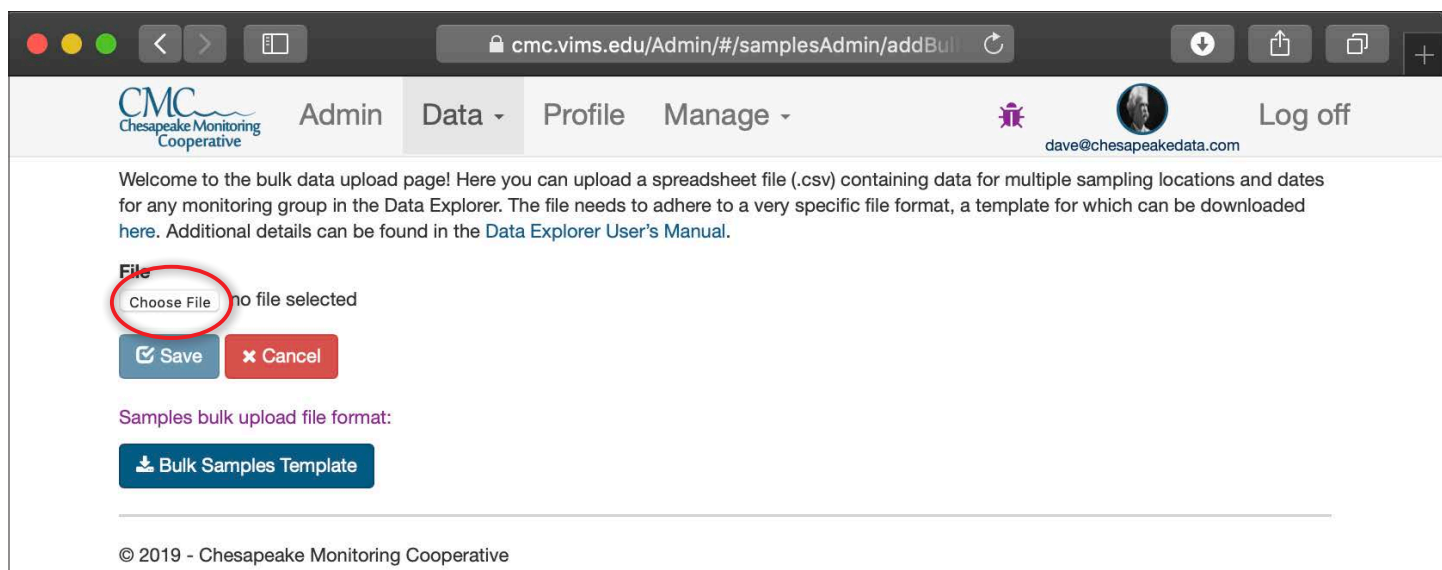 cmc.vims.edu/Admin/#/samplesAdmin/addBul
CMC
Chesapeake Monitoring
Cooperative
Admin Data Profile Manage Log off
dave@chesapeakedata.com
Welcome to the bulk data upload page! Here you can upload a spreadsheet file (.csv) containing data for multiple sampling locations and dates
for any monitoring group in the Data Explorer. The file needs to adhere to a very specific file format, a template for which can be downloaded
here. Additional details can be found in the Data Explorer User’s Manual.
File
Choose File no file selected
Save Cancel
Samples bulk upload file format:
Bulk Samples Template
© 2019 - Chesapeake Monitoring Cooperative